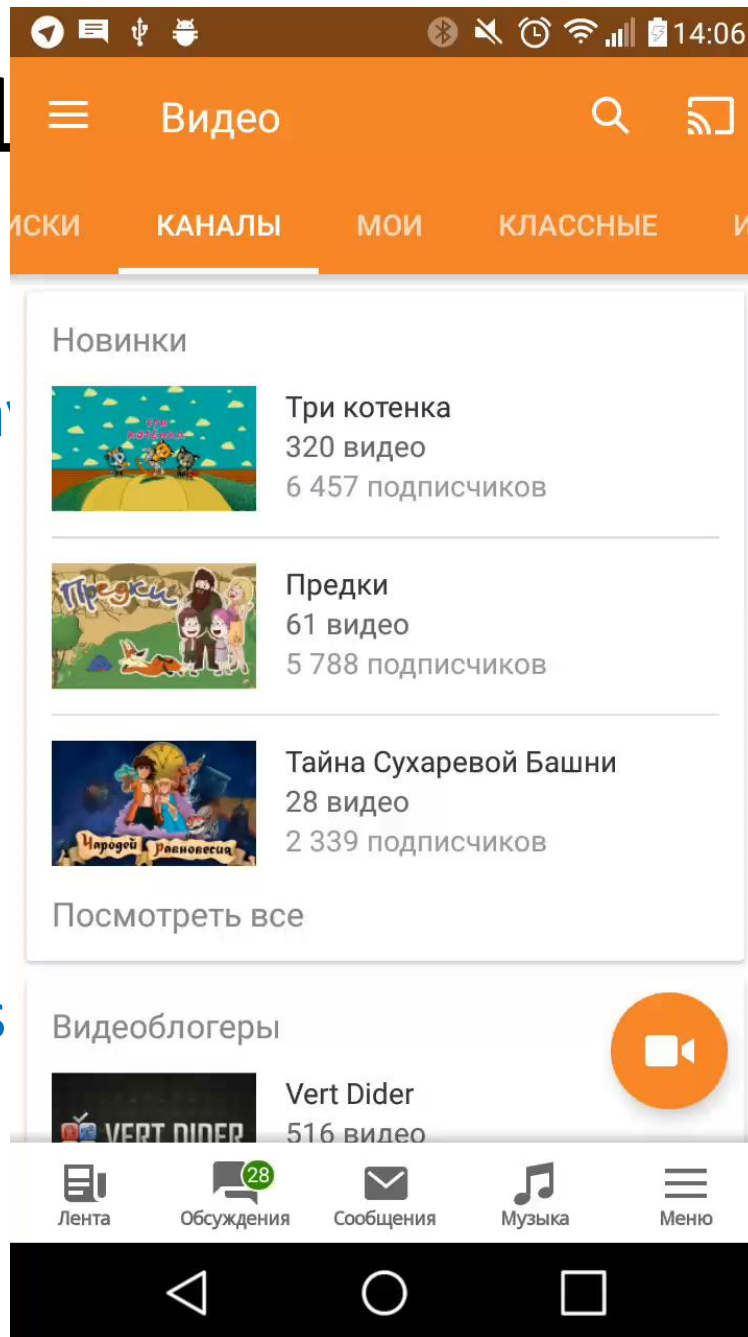 14:06
Видео
КАНАЛЫ МОИ КЛАССНЫЕ
Новинки
ТРИ КОТЕНКА
Три котенка
320 видео
6 457 подписчиков
Предки
Предки
61 видео
5 788 подписчиков
Чародей Равновесия
Тайна Сухаревой Башни
28 видео
2 339 подписчиков
Посмотреть все
Видеоблогеры
VERT DIDER
Vert Dider
516 видео
28
Лента Обсуждения Сообщения Музыка Меню